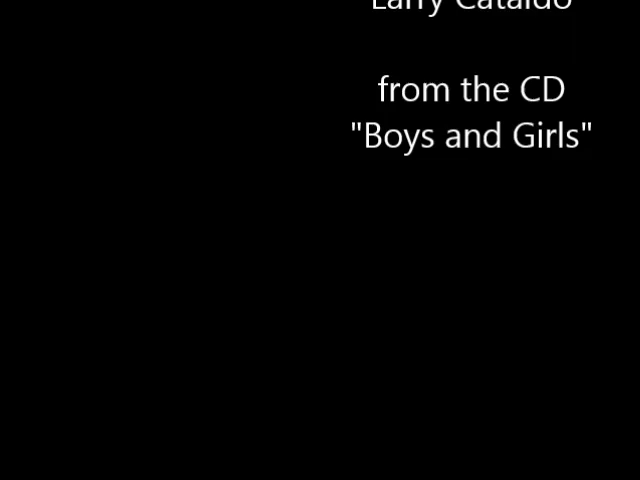 Larry Cataldo
from the CD
"Boys and Girls"